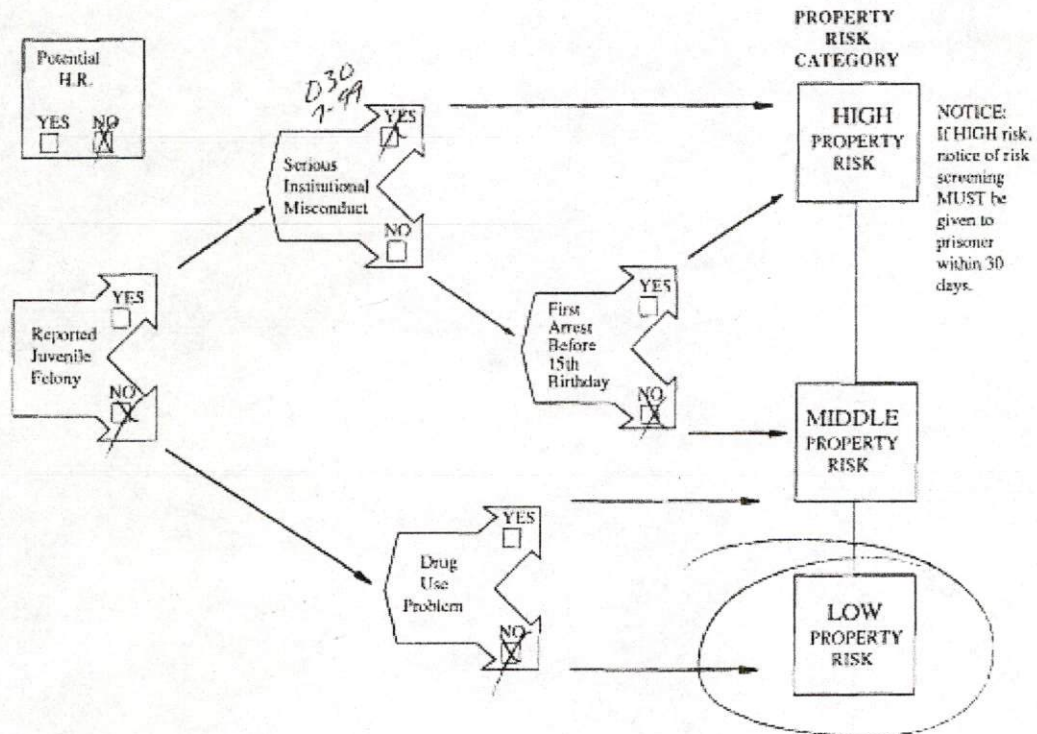 PROPERTY
RISK
CATEGORY
Potential
H.R.
YES NO
030
7-99
YES
Serious
Institutional
Misconduct
NO
HIGH
PROPERTY
RISK
NOTICE:
If HIGH risk,
notice of risk
screening
MUST be
given to
prisoner
within 30
days.
YES
Reported
Juvenile
Felony
NO
YES
First
Arrest
Before
15th
Birthday
NO
MIDDLE
PROPERTY
RISK
YES
Drug
Use
Problem
NO
LOW
PROPERTY
RISK